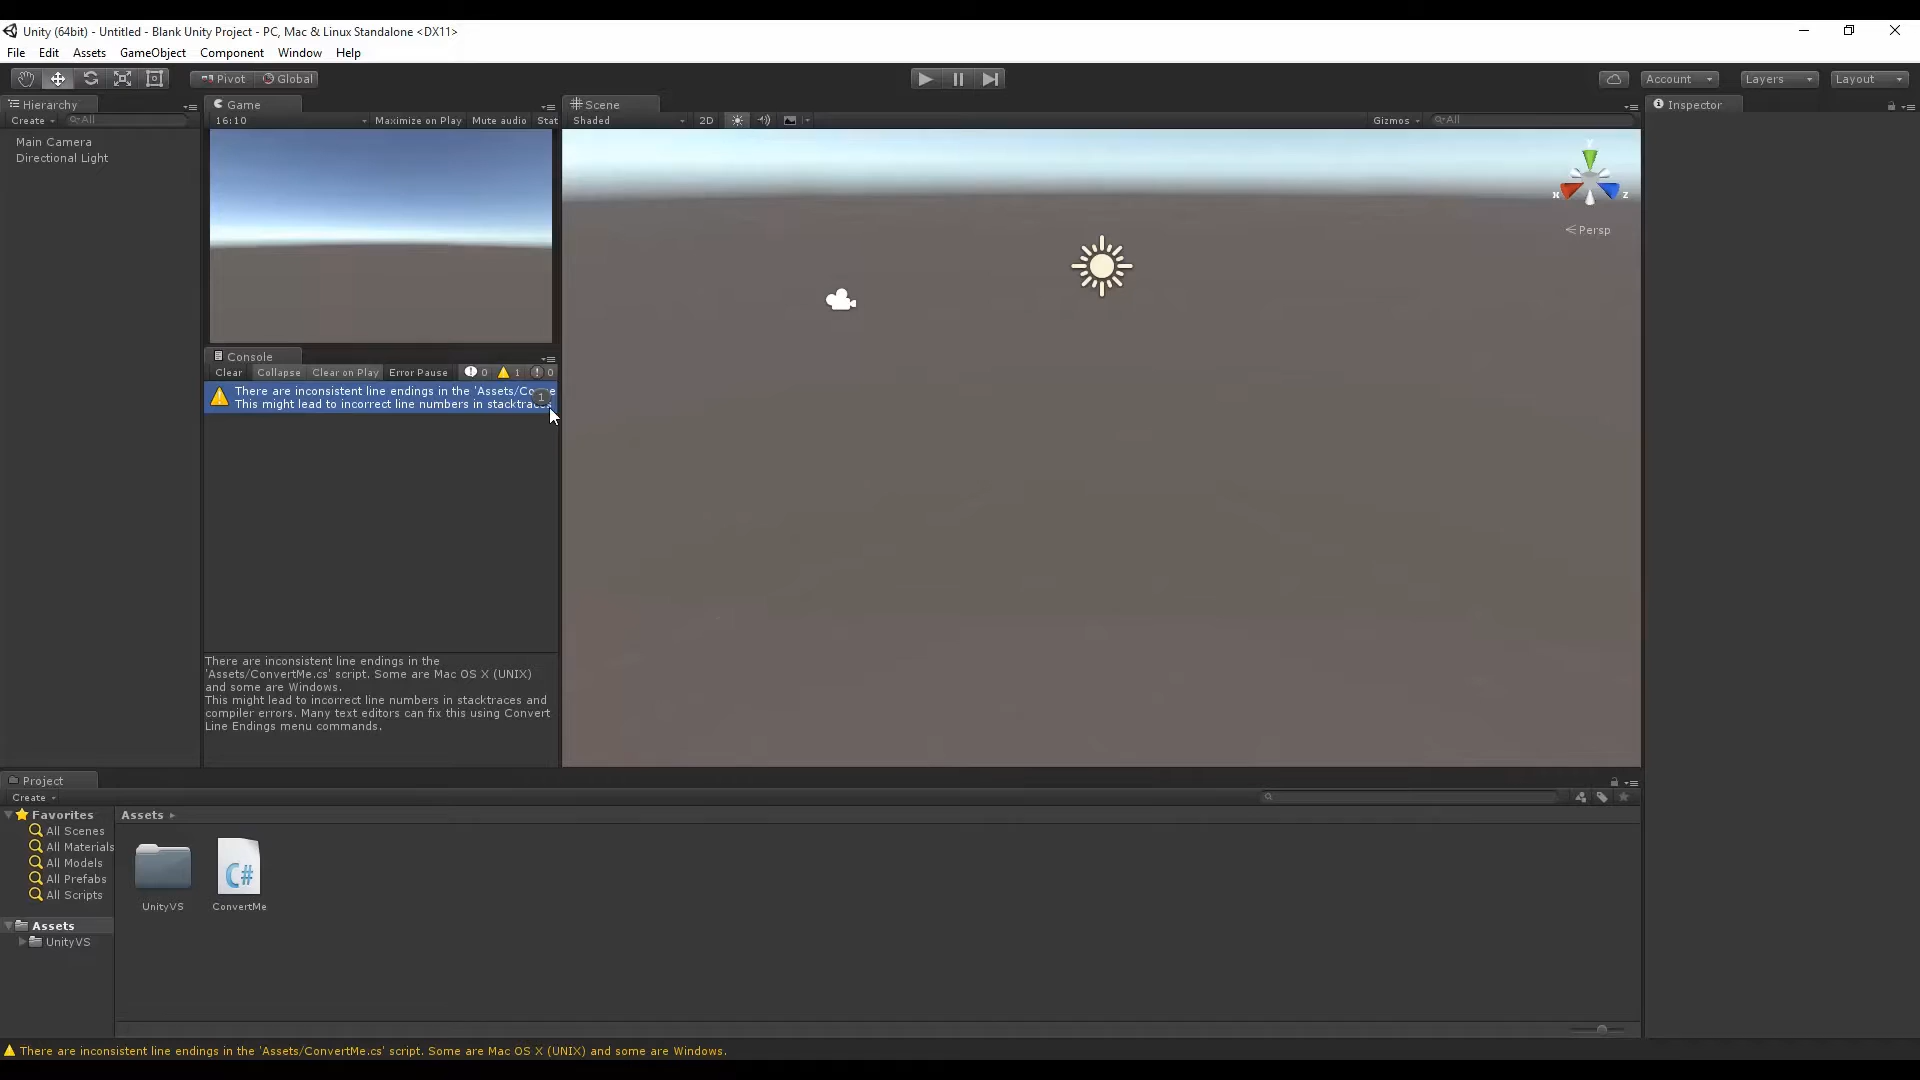 Unity (64bit) - Untitled - Blank Unity Project - PC, Mac & Linux Standalone <DX11>
File Edit Assets GameObject Component Window Help
Pivot Global Account Layers Layout
Hierarchy
Create All
Main Camera
Directional Light
Game
16:10 Maximize on Play Mute audio Stat
Console
Clear Collapse Clear on Play Error Pause 0 1 0
There are inconsistent line endings in the 'Assets/Co
This might lead to incorrect line numbers in stacktraces
1
There are inconsistent line endings in the
'Assets/ConvertMe.cs' script. Some are Mac OS X (UNIX)
and some are Windows.
This might lead to incorrect line numbers in stacktraces and
compiler errors. Many text editors can fix this using Convert
Line Endings menu commands.
Scene
Shaded 2D Gizmos All
y
x z
Persp
Inspector
Project
Create
Favorites
All Scenes
All Materials
All Models
All Prefabs
All Scripts
Assets
UnityVS
Assets
C#
UnityVS ConvertMe
There are inconsistent line endings in the 'Assets/ConvertMe.cs' script. Some are Mac OS X (UNIX) and some are Windows.